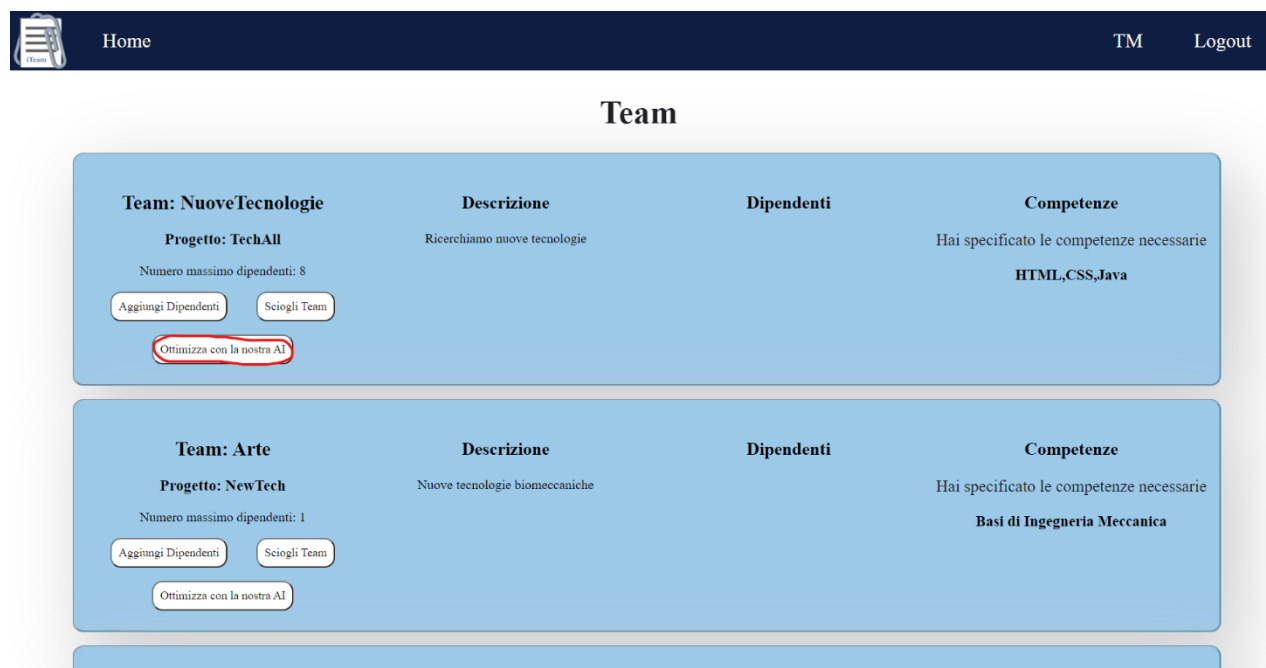 iTeam
Home
TM
Logout
Team
Team: NuoveTecnologie
Progetto: TechAll
Numero massimo dipendenti: 8
Aggiungi Dipendenti
Sciogli Team
Ottimizza con la nostra AI
Descrizione
Ricerchiamo nuove tecnologie
Dipendenti
Competenze
Hai specificato le competenze necessarie
HTML,CSS,Java
Team: Arte
Progetto: NewTech
Numero massimo dipendenti: 1
Aggiungi Dipendenti
Sciogli Team
Ottimizza con la nostra AI
Descrizione
Nuove tecnologie biomeccaniche
Dipendenti
Competenze
Hai specificato le competenze necessarie
Basi di Ingegneria Meccanica